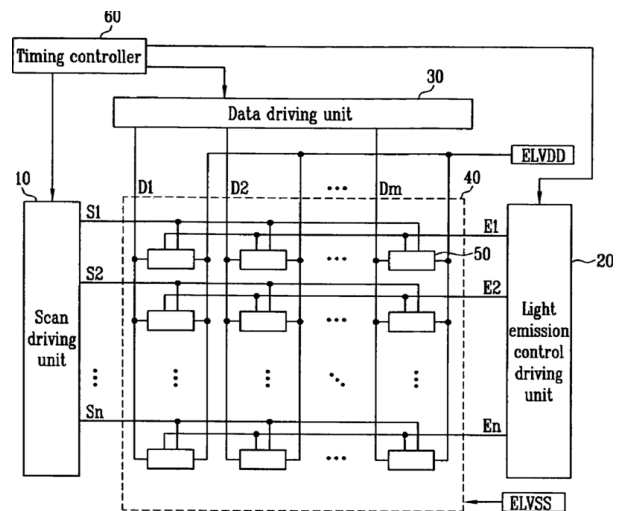 60
Timing controller
30
Data driving unit
ELVDD
10
D1
D2
...
Dm
40
S1
E1
50
20
S2
E2
Scan
driving
unit
Light
emission
control
driving
unit
Sn
En
ELVSS